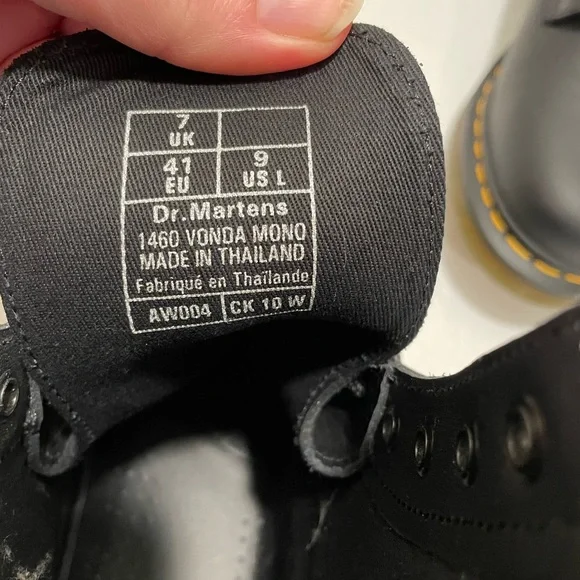 7
UK
41 9
EU US L
Dr.Martens
1460 VONDA MONO
MADE IN THAILAND
Fabriqué en Thaïlande
AW004 CK 10 W